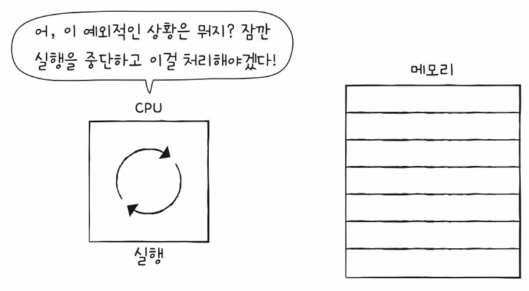 어, 이 예외적인 상황은 뭐지? 잠깐
실행을 중단하고 이걸 처리해야겠다!
CPU
메모리
실행